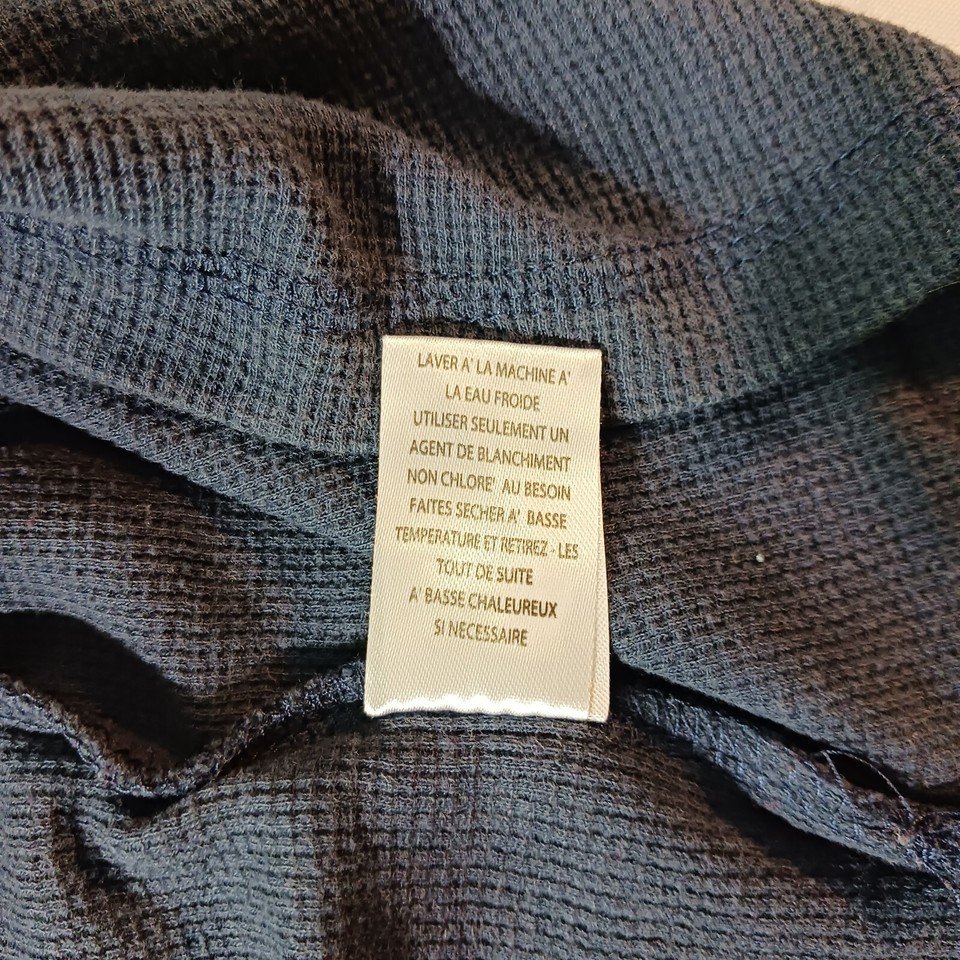 LAVER A' LA MACHINE A'
LA EAU FROIDE
UTILISER SEULEMENT UN
AGENT DE BLANCHIMENT
NON CHLORE' AU BESOIN
FAITES SECHER A' BASSE
TEMPERATURE ET RETIREZ - LES
TOUT DE SUITE
A' BASSE CHALEUREUX
SI NECESSAIRE